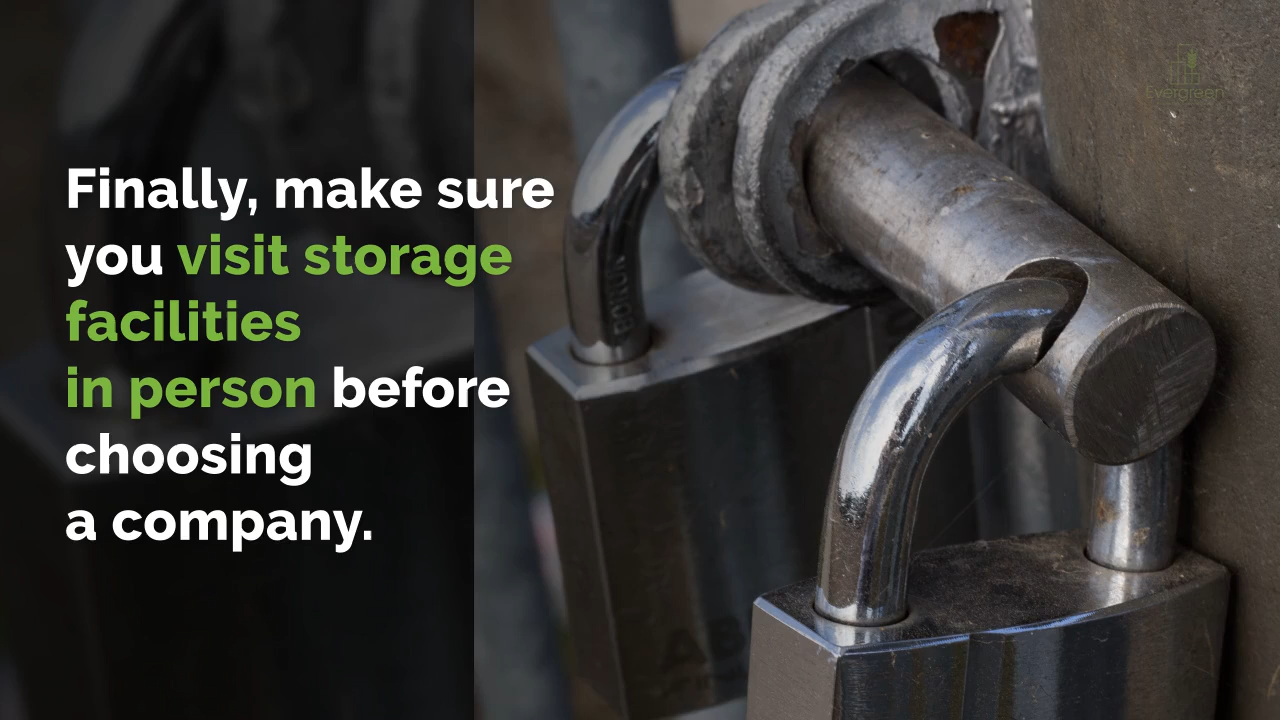 Finally, make sure
you visit storage
facilities
in person before
choosing
a company.
Evergreen